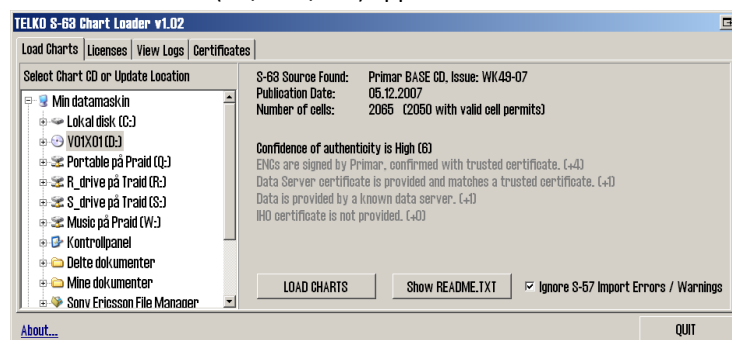 TELKO S-63 Chart Loader v1.02
Load Charts Licenses View Logs Certificates
Select Chart CD or Update Location
Min datamaskin
Lokal disk (C:)
V01X01 (D:)
Portable på Praid (Q:)
R_drive på Traid (R:)
S_drive på Traid (S:)
Music på Praid (W:)
Kontrollpanel
Delte dokumenter
Mine dokumenter
Sony Ericsson File Manager
S-63 Source Found: Primar BASE CD, Issue: WK49-07
Publication Date: 05.12.2007
Number of cells: 2065 (2050 with valid cell permits)
Confidence of authenticity is High (6)
ENCs are signed by Primar, confirmed with trusted certificate. (+4)
Data Server certificate is provided and matches a trusted certificate. (+1)
Data is provided by a known data server. (+1)
IHO certificate is not provided. (+0)
LOAD CHARTS
Show README.TXT
Ignore S-57 Import Errors / Warnings
About...
QUIT